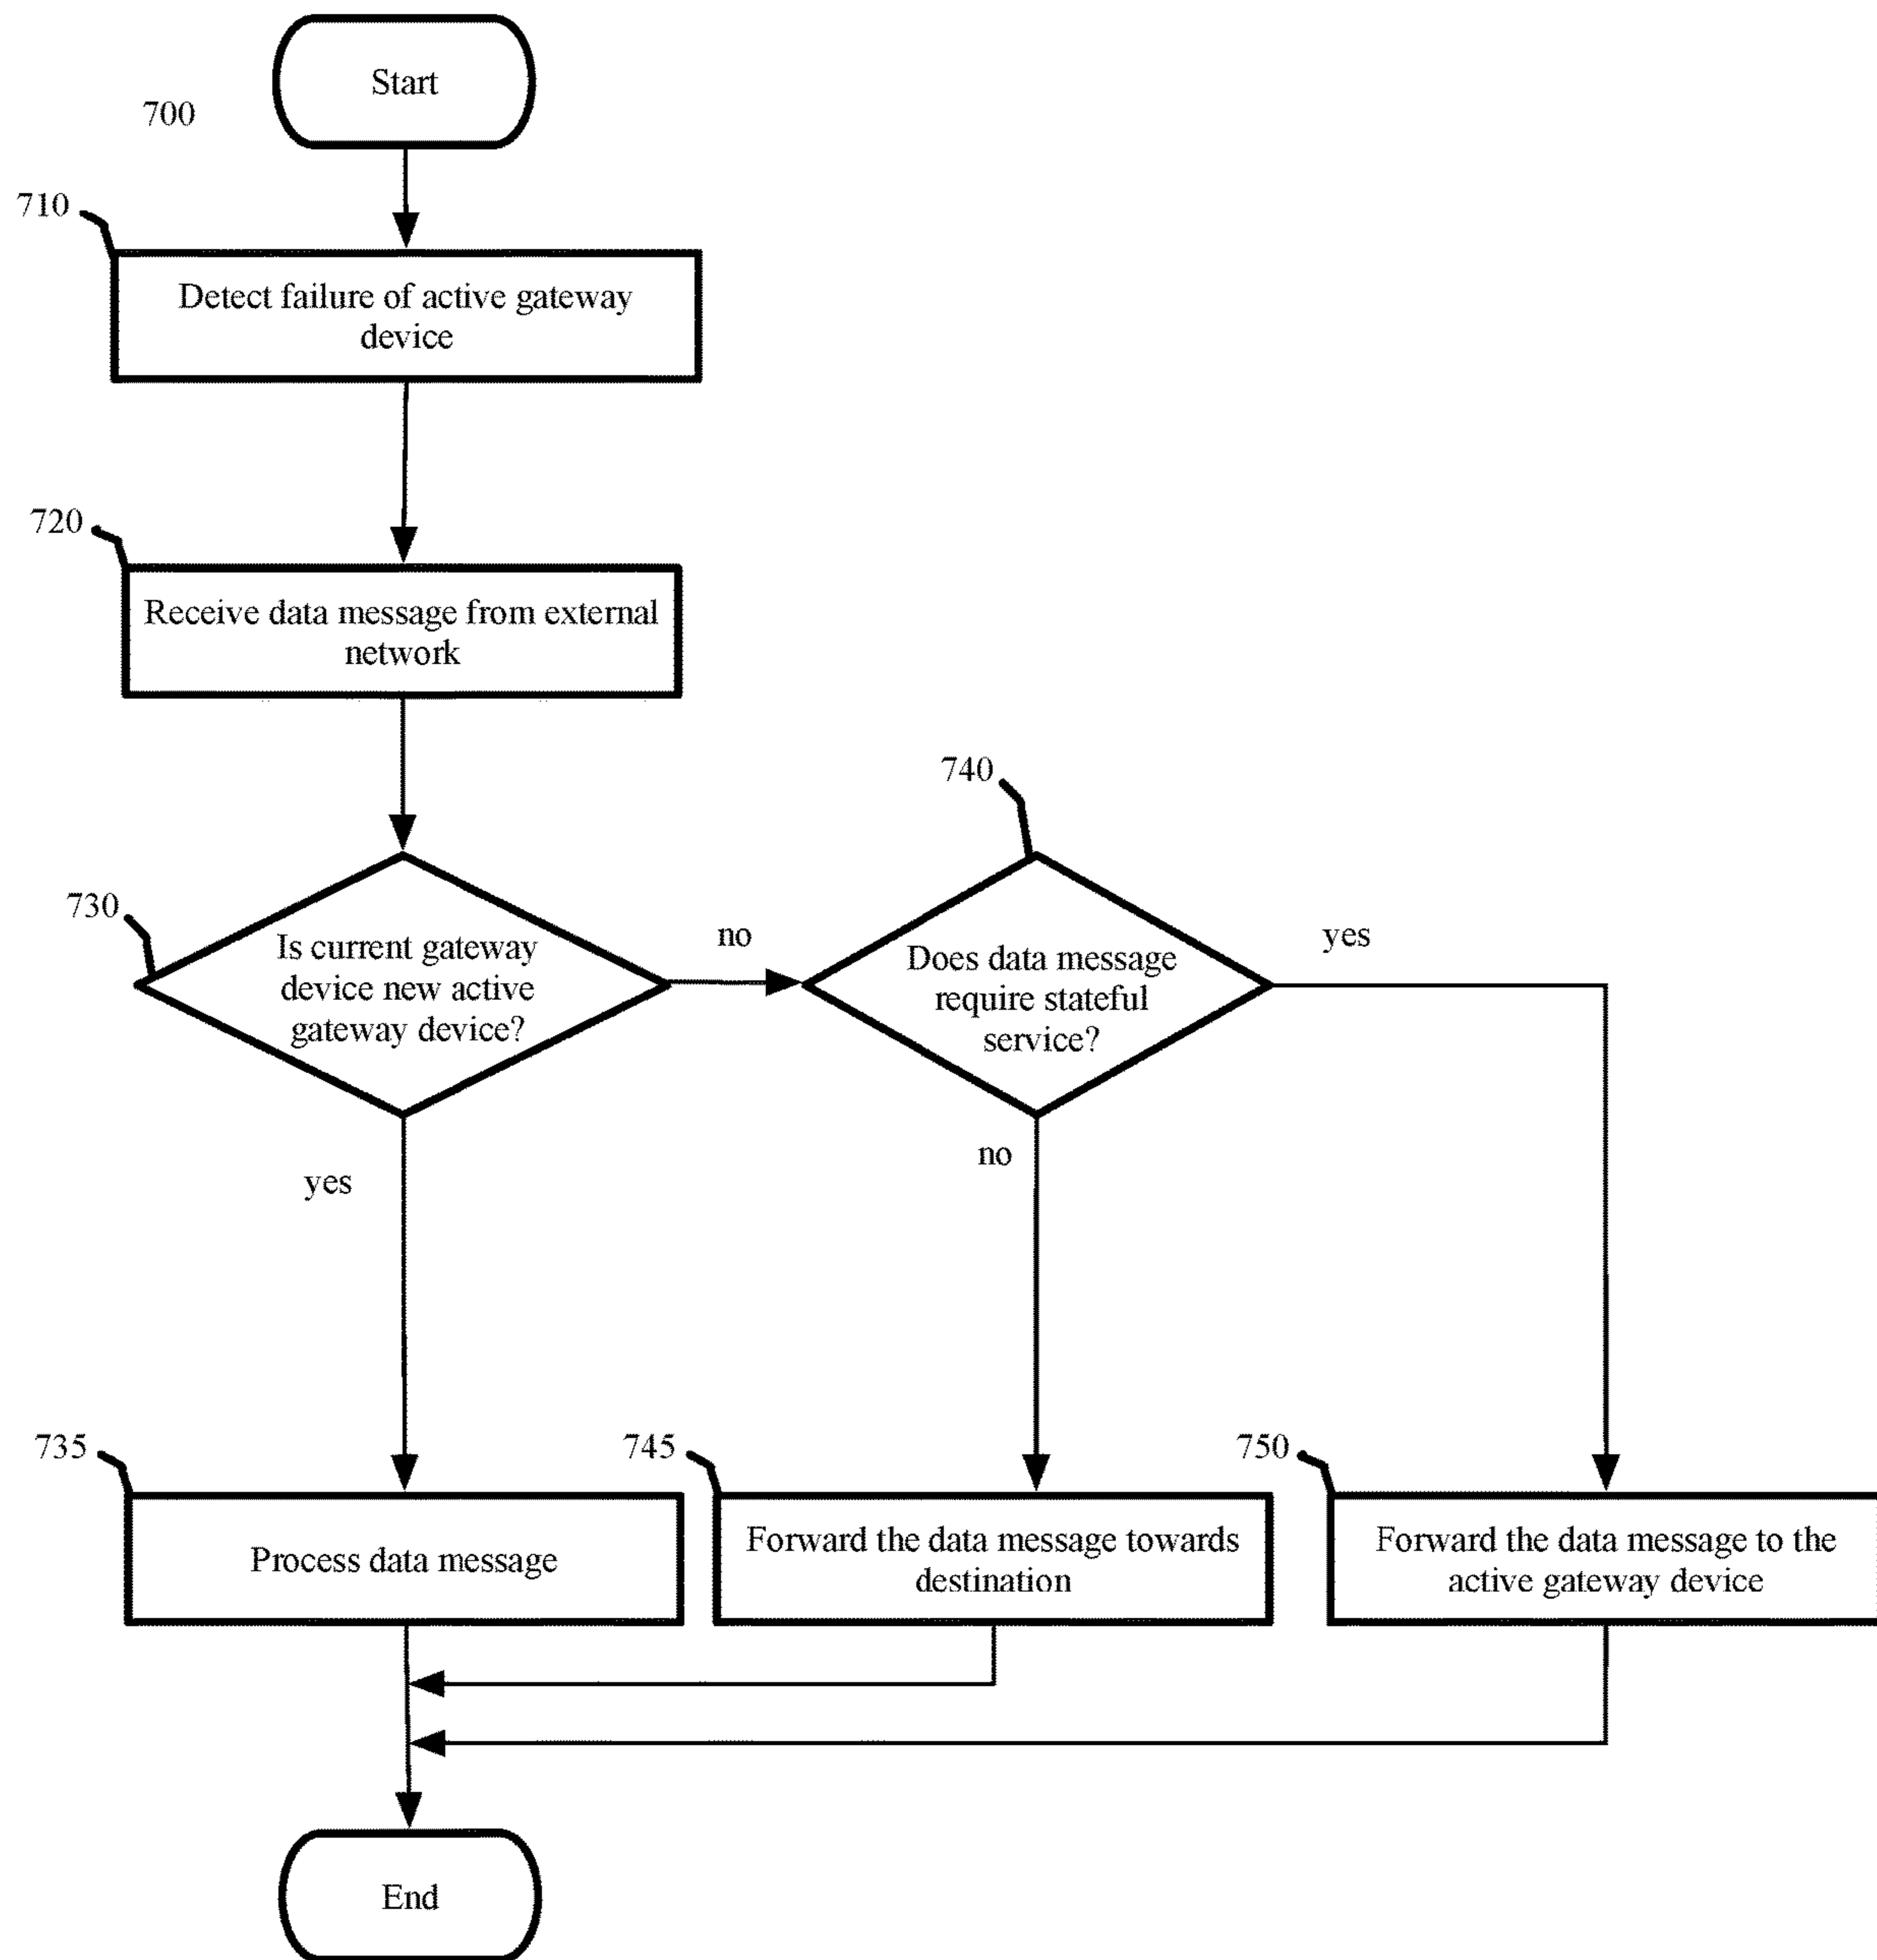 Start
700
710
Detect failure of active gateway
device
720
Receive data message from external
network
740
730
Is current gateway
device new active
gateway device?
no
Does data message
require stateful
service?
yes
yes
no
735
Process data message
745
Forward the data message towards
destination
750
Forward the data message to the
active gateway device
End